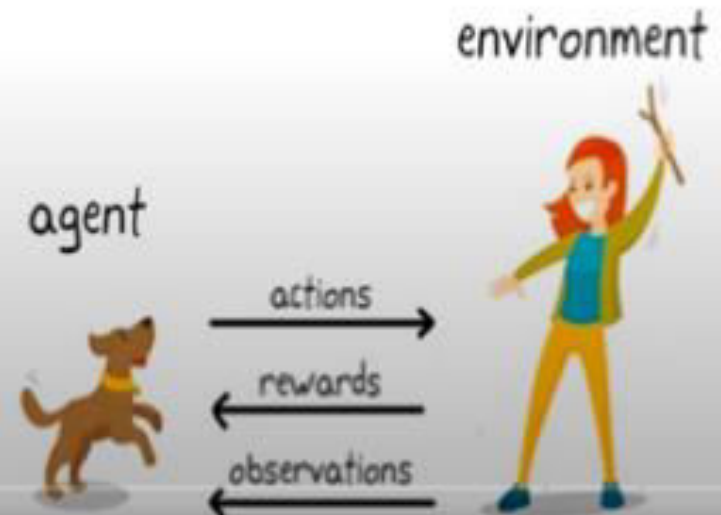 environment
agent
actions
rewards
observations